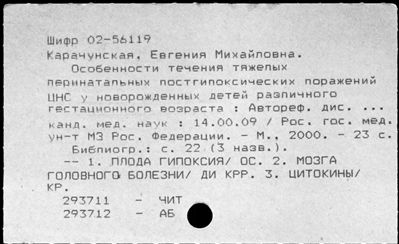 Шифр 02-56119
Карачунская, Евгения Михайловна.
Особенности течения тяжелых
перинатальных постгипоксических поражений
ЦНС у новорожденных детей различного
гестационного возраста : Автореф. дис. ...
канд. мед. наук : 14.00.09 / Рос. гос. мед.
ун-т МЗ Рос. Федерации. - М., 2000. - 23 с.
Библиогр.: с. 22 (3 назв.).
-- 1. ПЛОДА ГИПОКСИЯ/ ОС. 2. МОЗГА
ГОЛОВНОГО БОЛЕЗНИ/ ДИ КРР. 3. ЦИТОКИНЫ/
КР.
293711 - ЧИТ
293712 - АБ